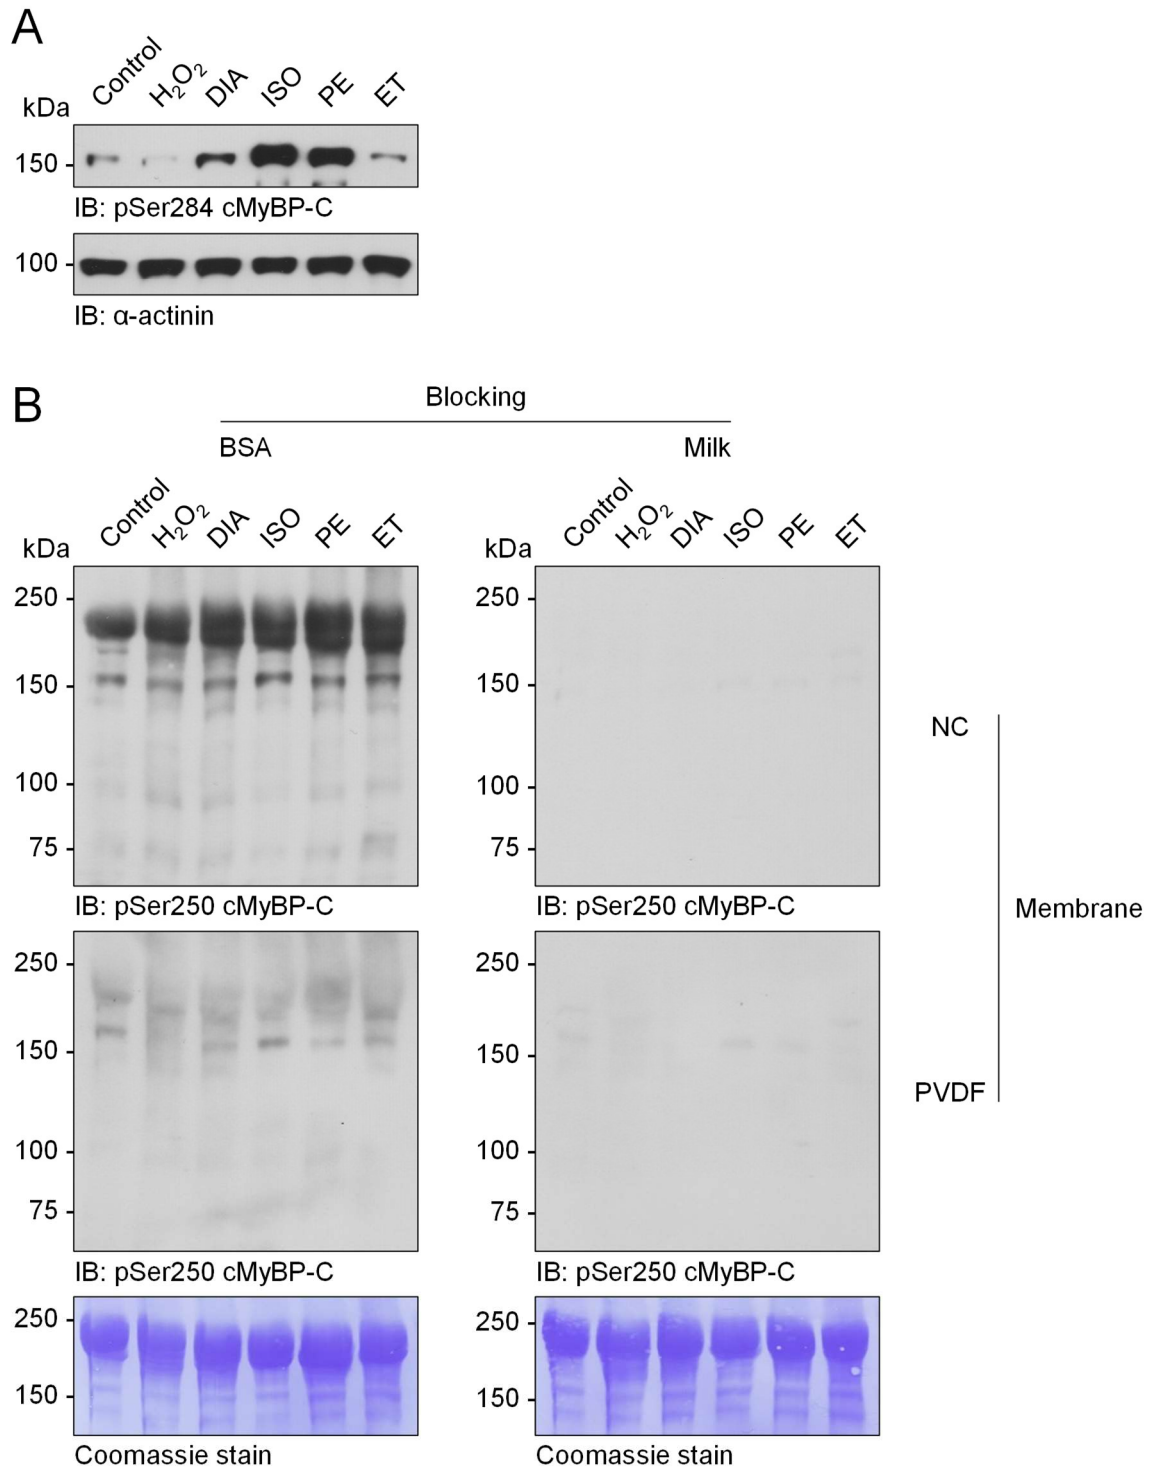 A
Control H₂O₂ DIA ISO PE ET
kDa
150
IB: pSer284 cMyBP-C
100
IB: α-actinin
B
Blocking
BSA Milk
Control H₂O₂ DIA ISO PE ET Control H₂O₂ DIA ISO PE ET
kDa kDa
250 250
150 150
NC
100 100
75 75
IB: pSer250 cMyBP-C IB: pSer250 cMyBP-C
Membrane
250 250
150 150
PVDF
100 100
75 75
IB: pSer250 cMyBP-C IB: pSer250 cMyBP-C
250 250
150 150
Coomassie stain Coomassie stain